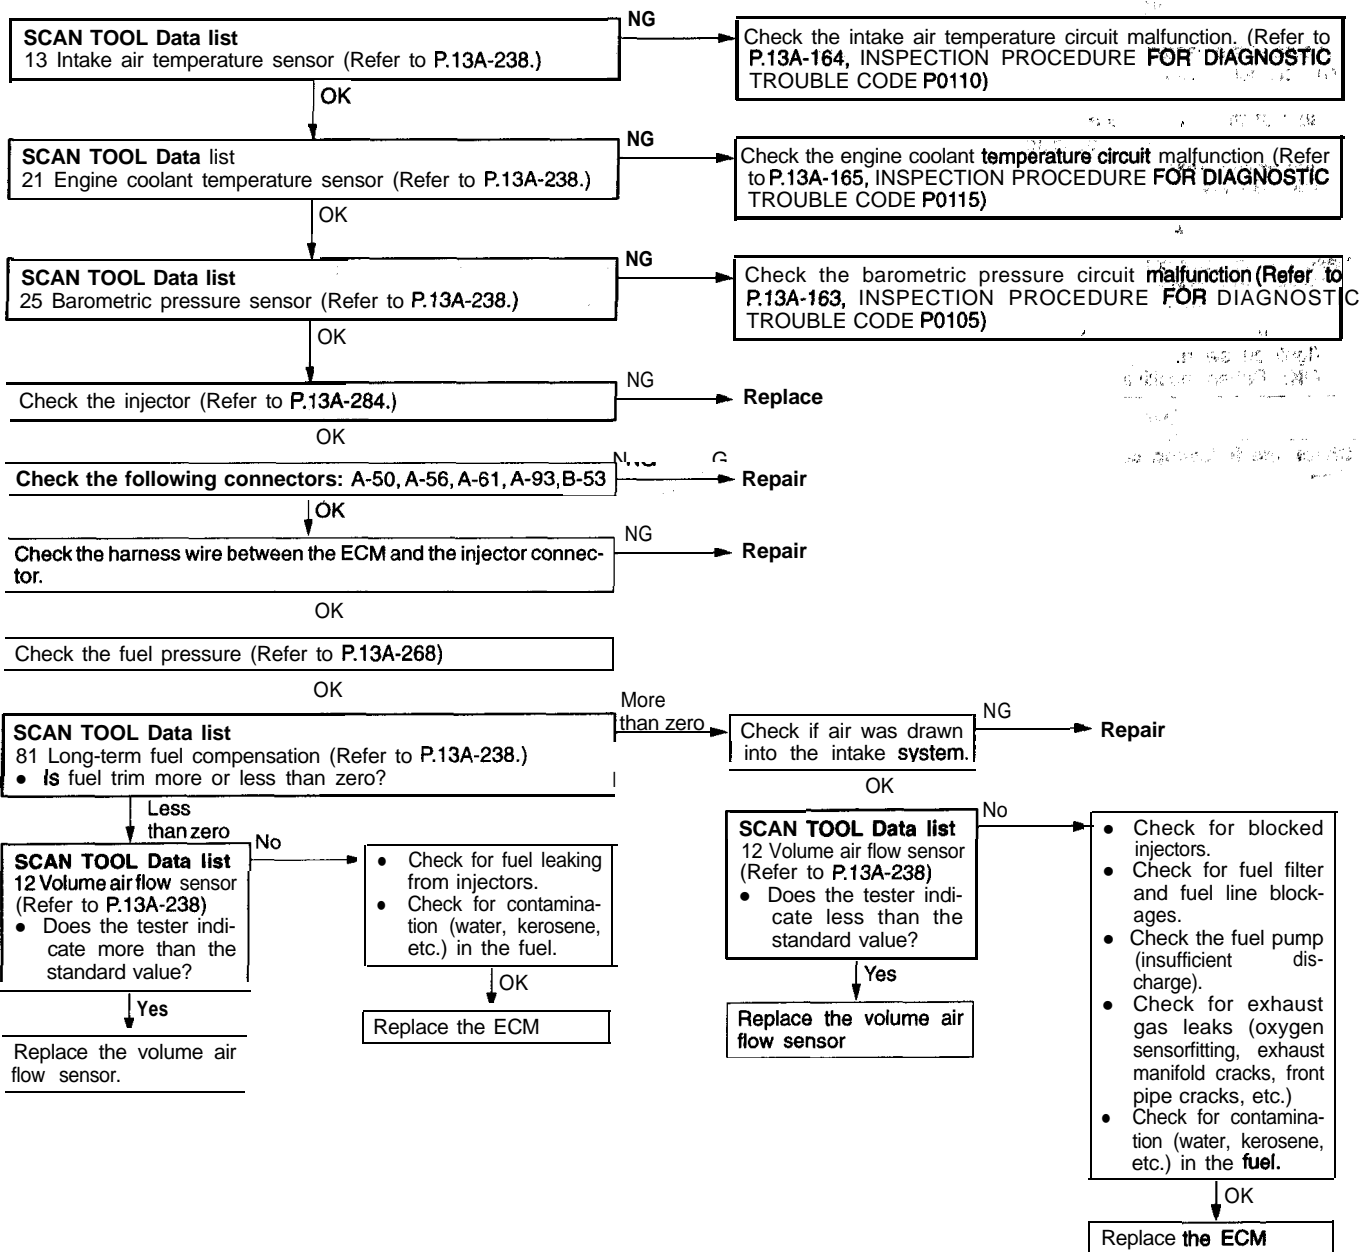 NG
SCAN TOOL Data list
13 Intake air temperature sensor (Refer to P.13A-238.)
Check the intake air temperature circuit malfunction. (Refer to
P.13A-164, INSPECTION PROCEDURE FOR DIAGNOSTIC
TROUBLE CODE P0110)
OK
NG
SCAN TOOL Data list
21 Engine coolant temperature sensor (Refer to P.13A-238.)
Check the engine coolant temperature circuit malfunction (Refer
to P.13A-165, INSPECTION PROCEDURE FOR DIAGNOSTIC
TROUBLE CODE P0115)
OK
NG
SCAN TOOL Data list
25 Barometric pressure sensor (Refer to P.13A-238.)
Check the barometric pressure circuit malfunction (Refer to
P.13A-163, INSPECTION PROCEDURE FOR DIAGNOSTIC
TROUBLE CODE P0105)
OK
NG
Check the injector (Refer to P.13A-284.)
Replace
OK
Check the following connectors: A-50, A-56, A-61, A-93, B-53
Repair
OK
NG
Check the harness wire between the ECM and the injector connec-
tor.
Repair
OK
Check the fuel pressure (Refer to P.13A-268)
OK
SCAN TOOL Data list
81 Long-term fuel compensation (Refer to P.13A-238.)
• Is fuel trim more or less than zero?
More
than zero
Check if air was drawn
into the intake system.
NG
Repair
OK
Less
than zero
SCAN TOOL Data list
12 Volume air flow sensor
(Refer to P.13A-238)
• Does the tester indi-
cate more than the
standard value?
No
• Check for fuel leaking
from injectors.
• Check for contamina-
tion (water, kerosene,
etc.) in the fuel.
OK
Replace the ECM
Yes
Replace the volume air
flow sensor.
SCAN TOOL Data list
12 Volume air flow sensor
(Refer to P.13A-238)
• Does the tester indi-
cate less than the
standard value?
Yes
Replace the volume air
flow sensor
No
• Check for blocked
injectors.
• Check for fuel filter
and fuel line block-
ages.
• Check the fuel pump
(insufficient dis-
charge).
• Check for exhaust
gas leaks (oxygen
sensorfitting, exhaust
manifold cracks, front
pipe cracks, etc.)
• Check for contamina-
tion (water, kerosene,
etc.) in the fuel.
OK
Replace the ECM